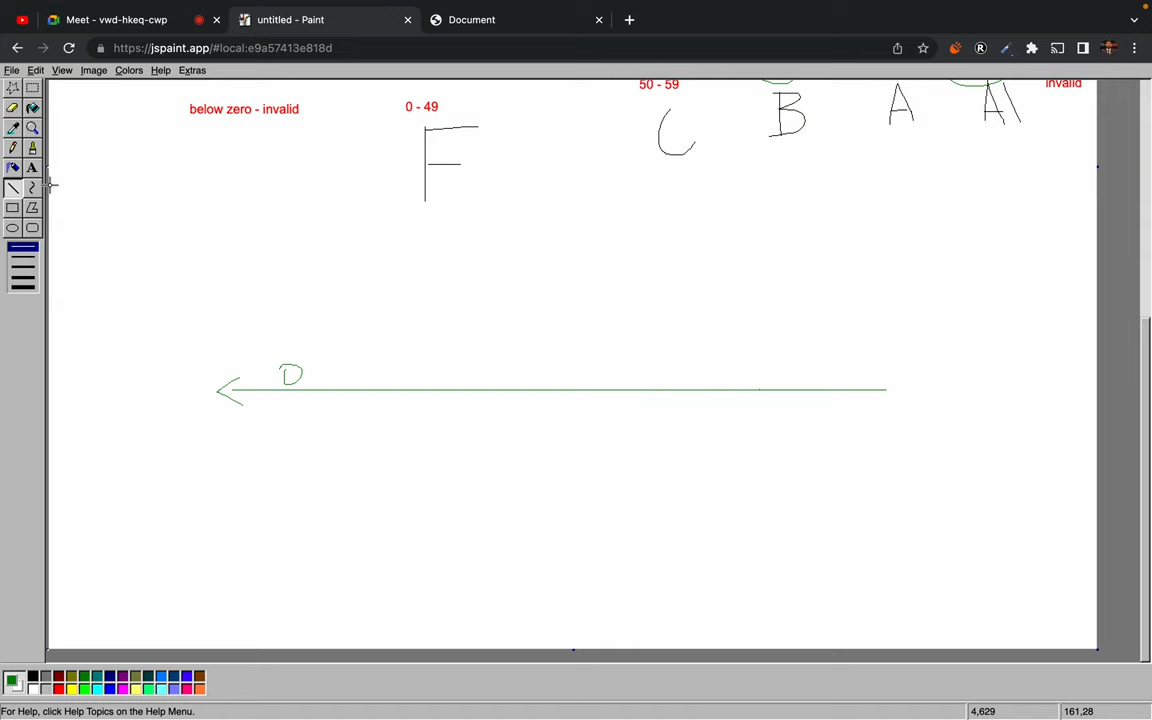 Meet - vwd-hkeq-cwp
untitled - Paint
Document
https://jspaint.app/#local:e9a57413e818d
File Edit View Image Colors Help Extras
50 - 59
invalid
below zero - invalid
0 - 49
F
C
B
A
A
D
For Help, click Help Topics on the Help Menu.
4,629
161,28